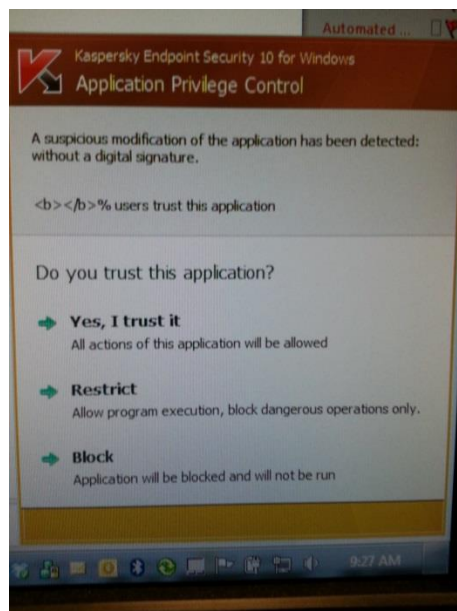 Automated ...
Kaspersky Endpoint Security 10 for Windows
Application Privilege Control
A suspicious modification of the application has been detected:
without a digital signature.
<b></b>% users trust this application
Do you trust this application?
Yes, I trust it
All actions of this application will be allowed
Restrict
Allow program execution, block dangerous operations only.
Block
Application will be blocked and will not be run
9:27 AM